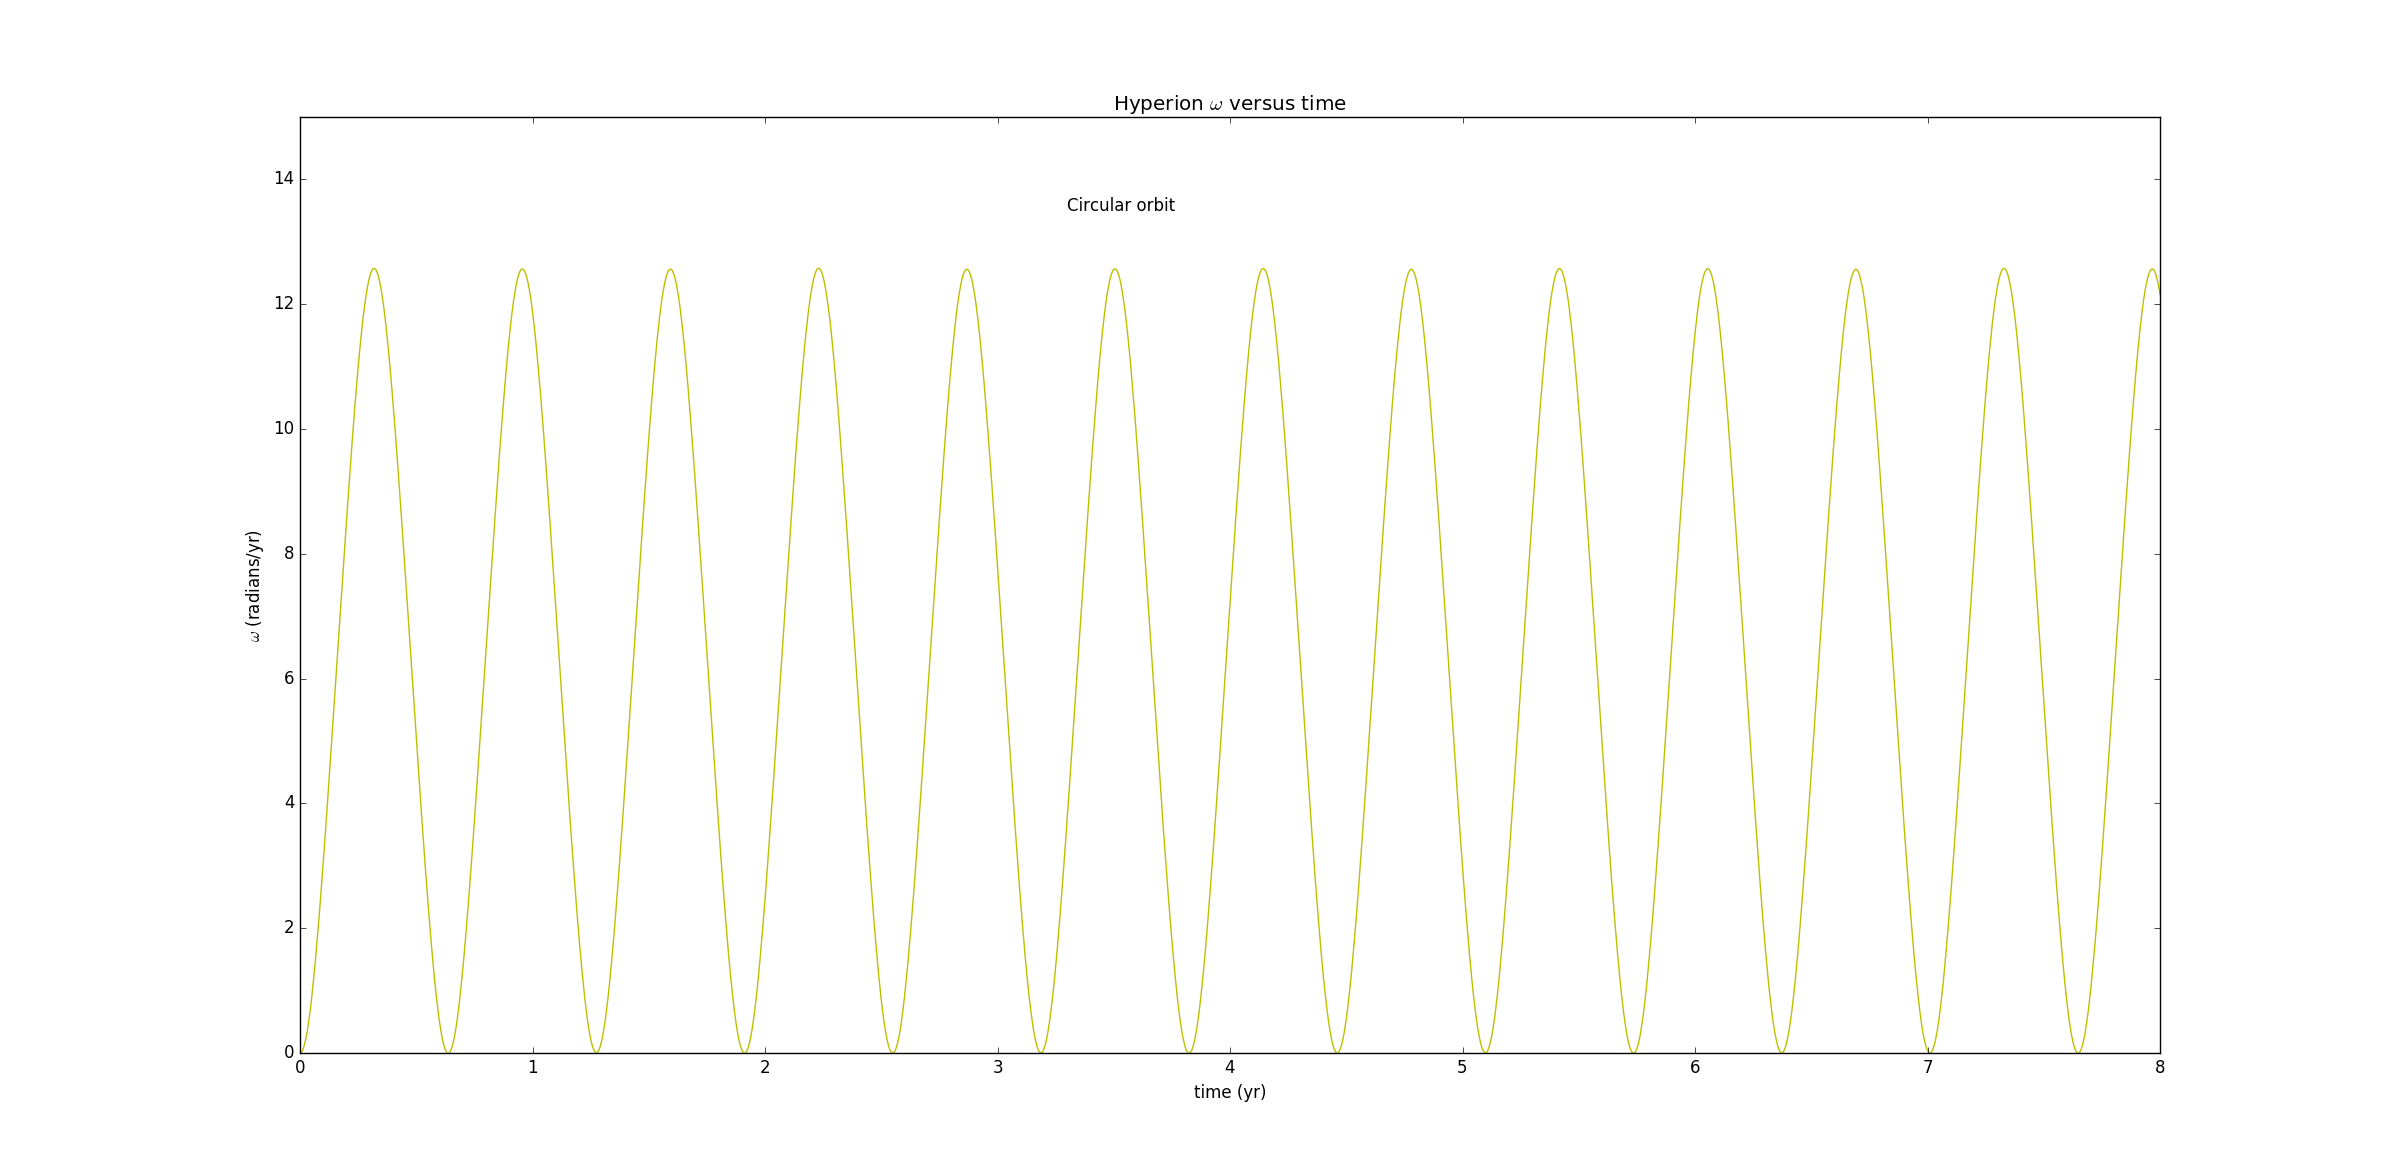 Hyperion ω versus time
Circular orbit
14
12
10
8
6
4
2
0
ω (radians/yr)
0 1 2 3 4 5 6 7 8
time (yr)